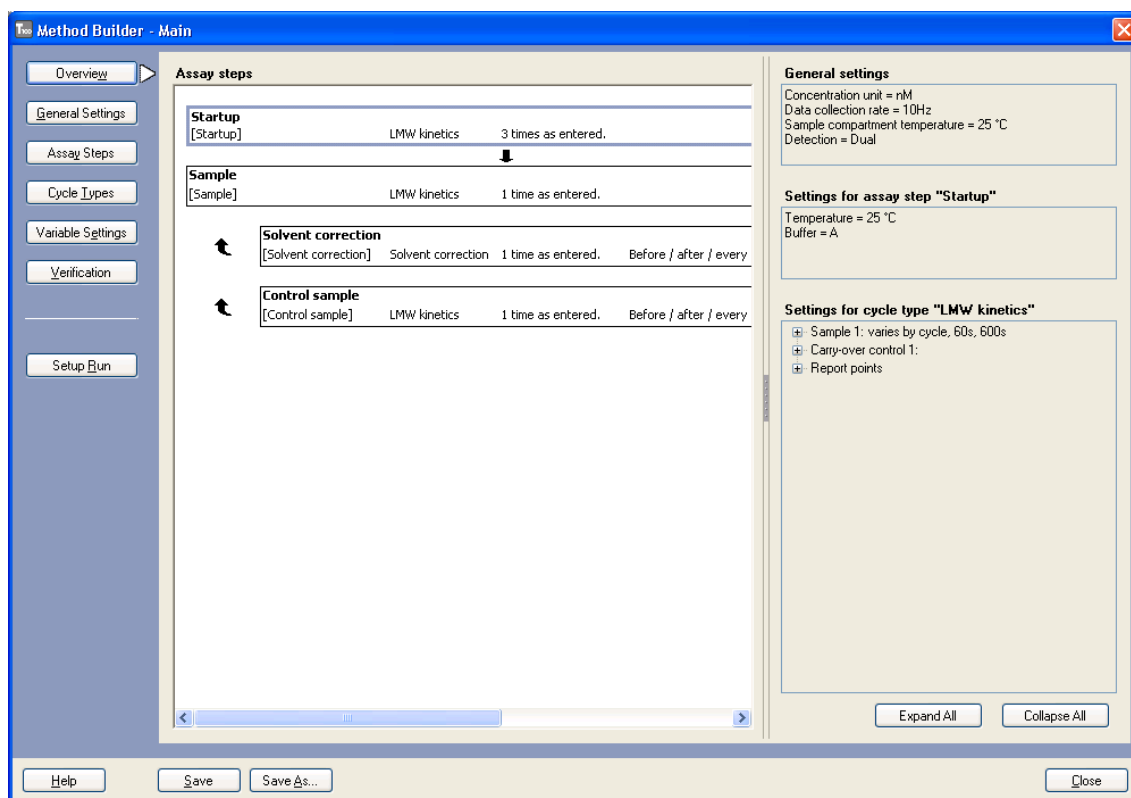 T100 Method Builder - Main
Overview
General Settings
Assay Steps
Cycle Types
Variable Settings
Verification
Setup Run
Assay steps
Startup
[Startup] LMW kinetics 3 times as entered.
Sample
[Sample] LMW kinetics 1 time as entered.
Solvent correction
[Solvent correction] Solvent correction 1 time as entered. Before / after / every
Control sample
[Control sample] LMW kinetics 1 time as entered. Before / after / every
General settings
Concentration unit = nM
Data collection rate = 10Hz
Sample compartment temperature = 25 °C
Detection = Dual
Settings for assay step "Startup"
Temperature = 25 °C
Buffer = A
Settings for cycle type "LMW kinetics"
Sample 1: varies by cycle, 60s, 600s
Carry-over control 1:
Report points
Expand All Collapse All
Help Save Save As... Close